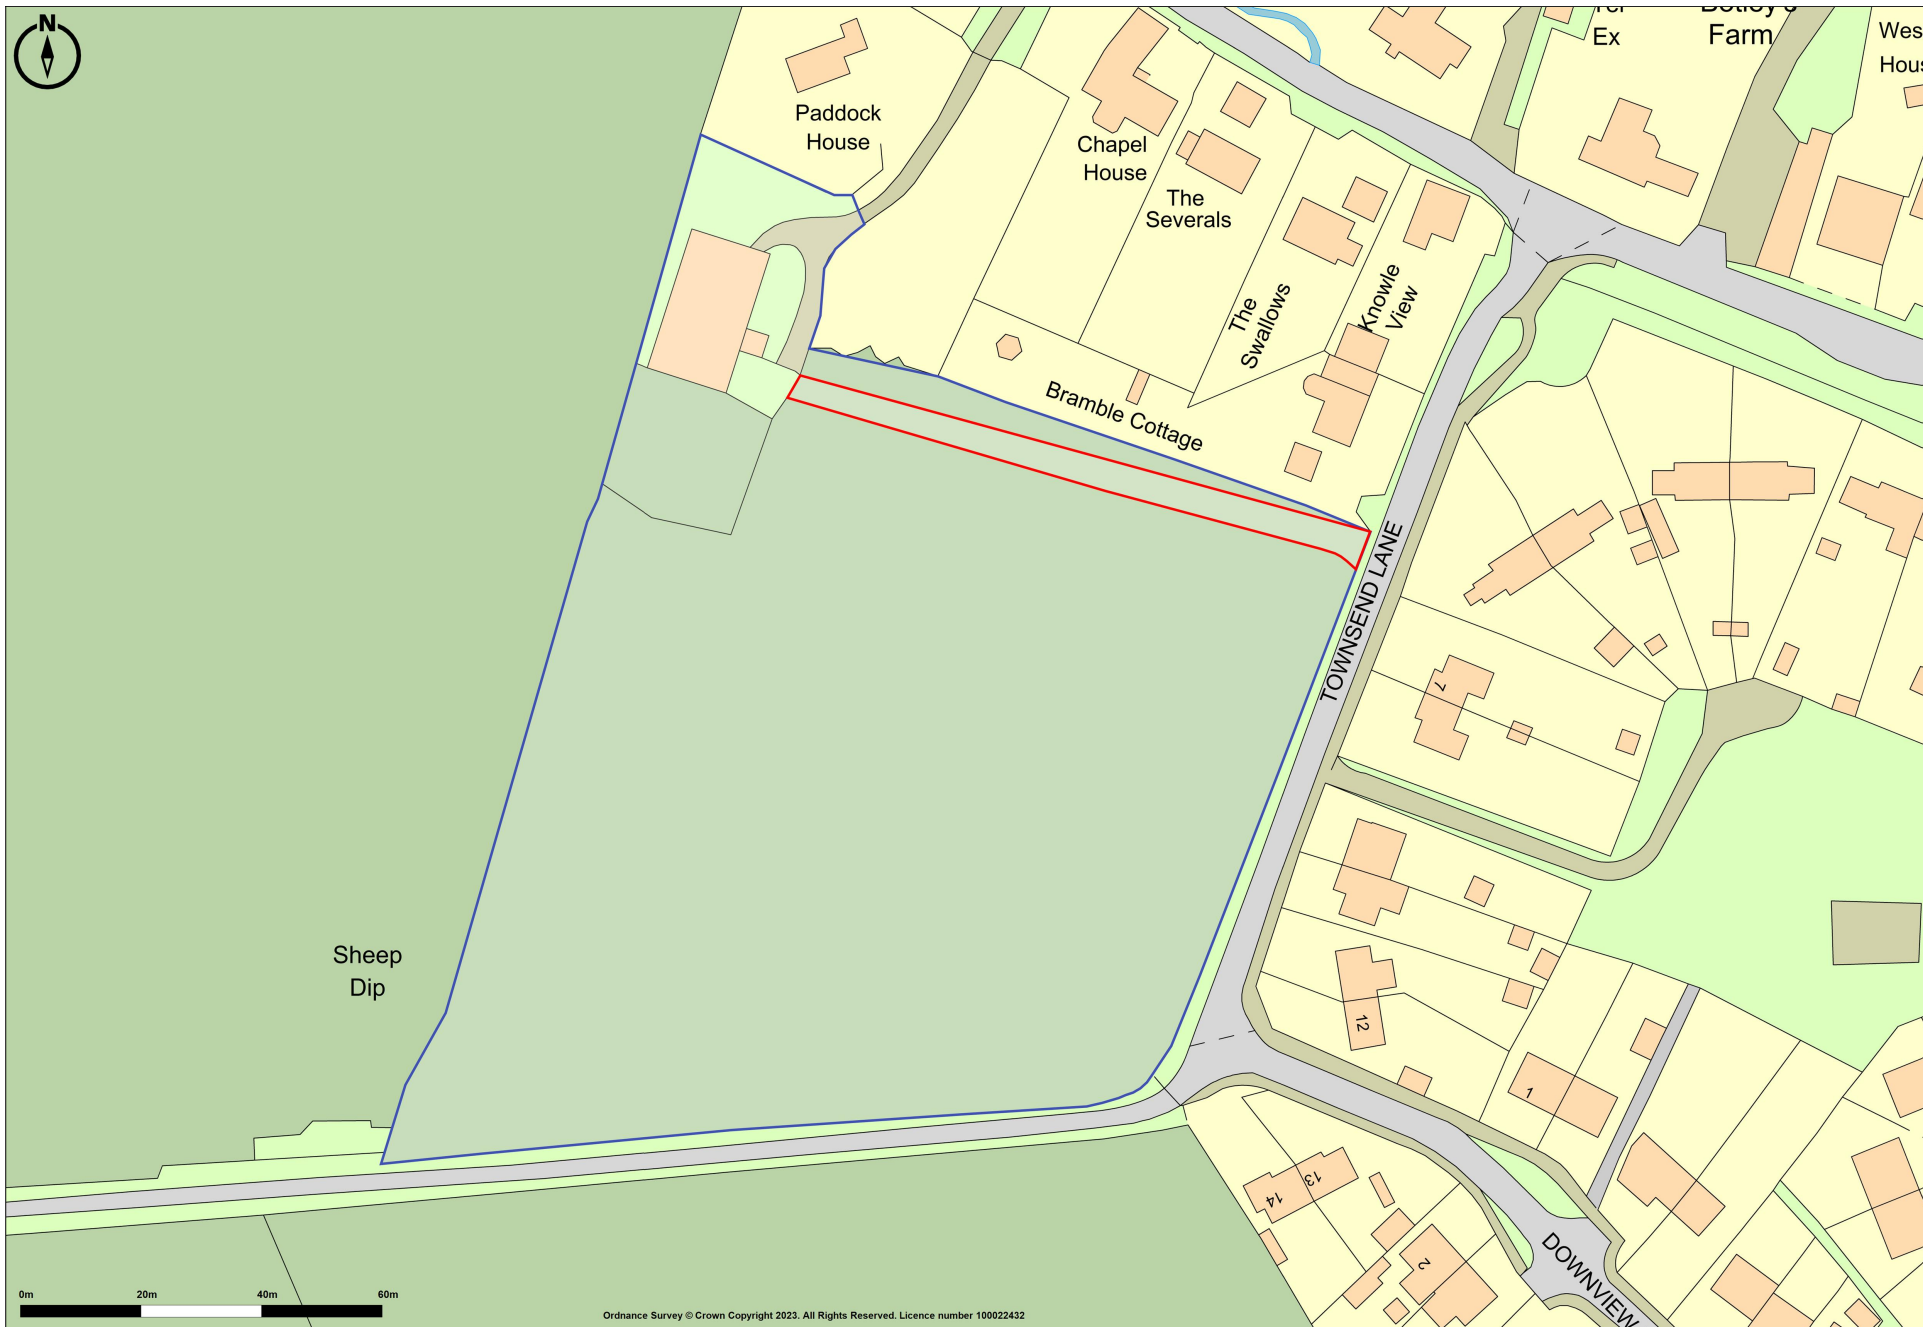 N
Ex
Farm
Paddock
House
Chapel
House
The
Severals
The
Swallows
Knowle
View
Bramble Cottage
TOWNSEND LANE
7
12
1
Sheep
Dip
14
13
2
DOWNVIEW
0m
20m
40m
60m
Ordnance Survey © Crown Copyright 2023. All Rights Reserved. Licence number 100022432